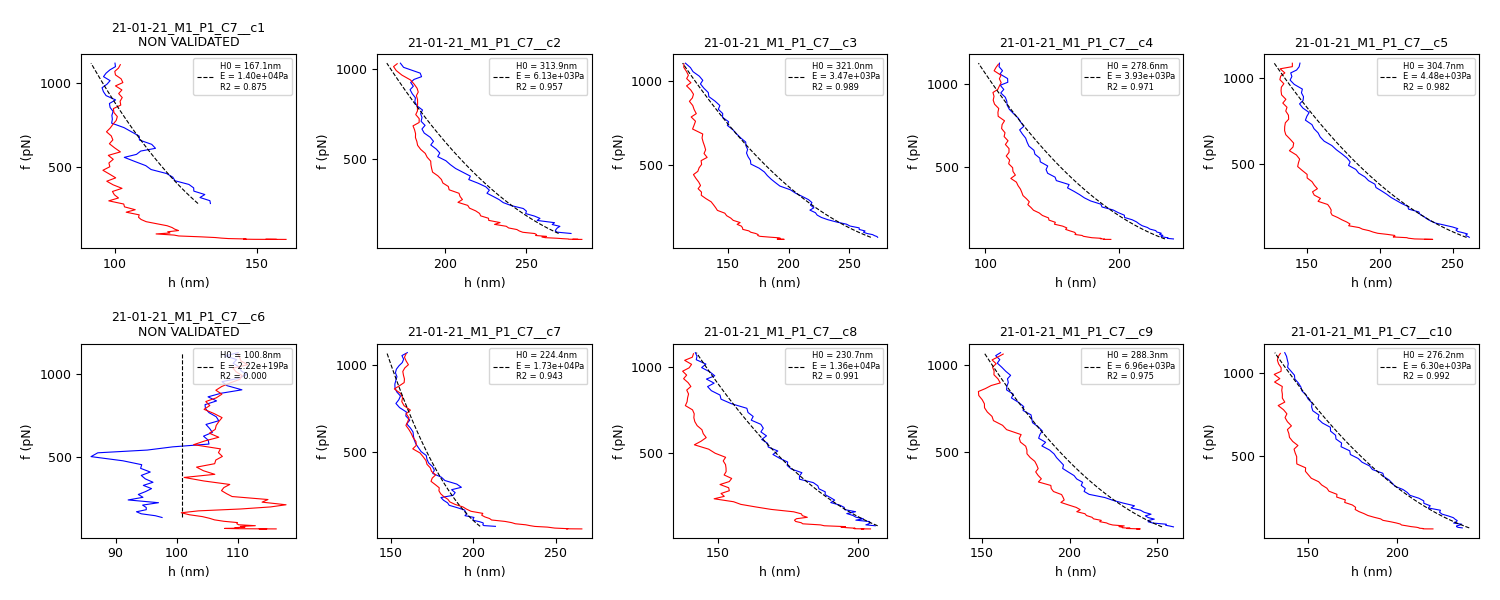 21-01-21_M1_P1_C7__c1
NON VALIDATED
H0 = 167.1nm
E = 1.40e+04Pa
R2 = 0.875
1000
500
f (pN)
100
150
h (nm)
21-01-21_M1_P1_C7__c2
H0 = 313.9nm
E = 6.13e+03Pa
R2 = 0.957
1000
500
f (pN)
200
250
h (nm)
21-01-21_M1_P1_C7__c3
H0 = 321.0nm
E = 3.47e+03Pa
R2 = 0.989
1000
500
f (pN)
150
200
250
h (nm)
21-01-21_M1_P1_C7__c4
H0 = 278.6nm
E = 3.93e+03Pa
R2 = 0.971
1000
500
f (pN)
100
200
h (nm)
21-01-21_M1_P1_C7__c5
H0 = 304.7nm
E = 4.48e+03Pa
R2 = 0.982
1000
500
f (pN)
150
200
250
h (nm)
21-01-21_M1_P1_C7__c6
NON VALIDATED
H0 = 100.8nm
E = 2.22e+19Pa
R2 = 0.000
1000
500
f (pN)
90
100
110
h (nm)
21-01-21_M1_P1_C7__c7
H0 = 224.4nm
E = 1.73e+04Pa
R2 = 0.943
1000
500
f (pN)
150
200
250
h (nm)
21-01-21_M1_P1_C7__c8
H0 = 230.7nm
E = 1.36e+04Pa
R2 = 0.991
1000
500
f (pN)
150
200
h (nm)
21-01-21_M1_P1_C7__c9
H0 = 288.3nm
E = 6.96e+03Pa
R2 = 0.975
1000
500
f (pN)
150
200
250
h (nm)
21-01-21_M1_P1_C7__c10
H0 = 276.2nm
E = 6.30e+03Pa
R2 = 0.992
1000
500
f (pN)
150
200
h (nm)